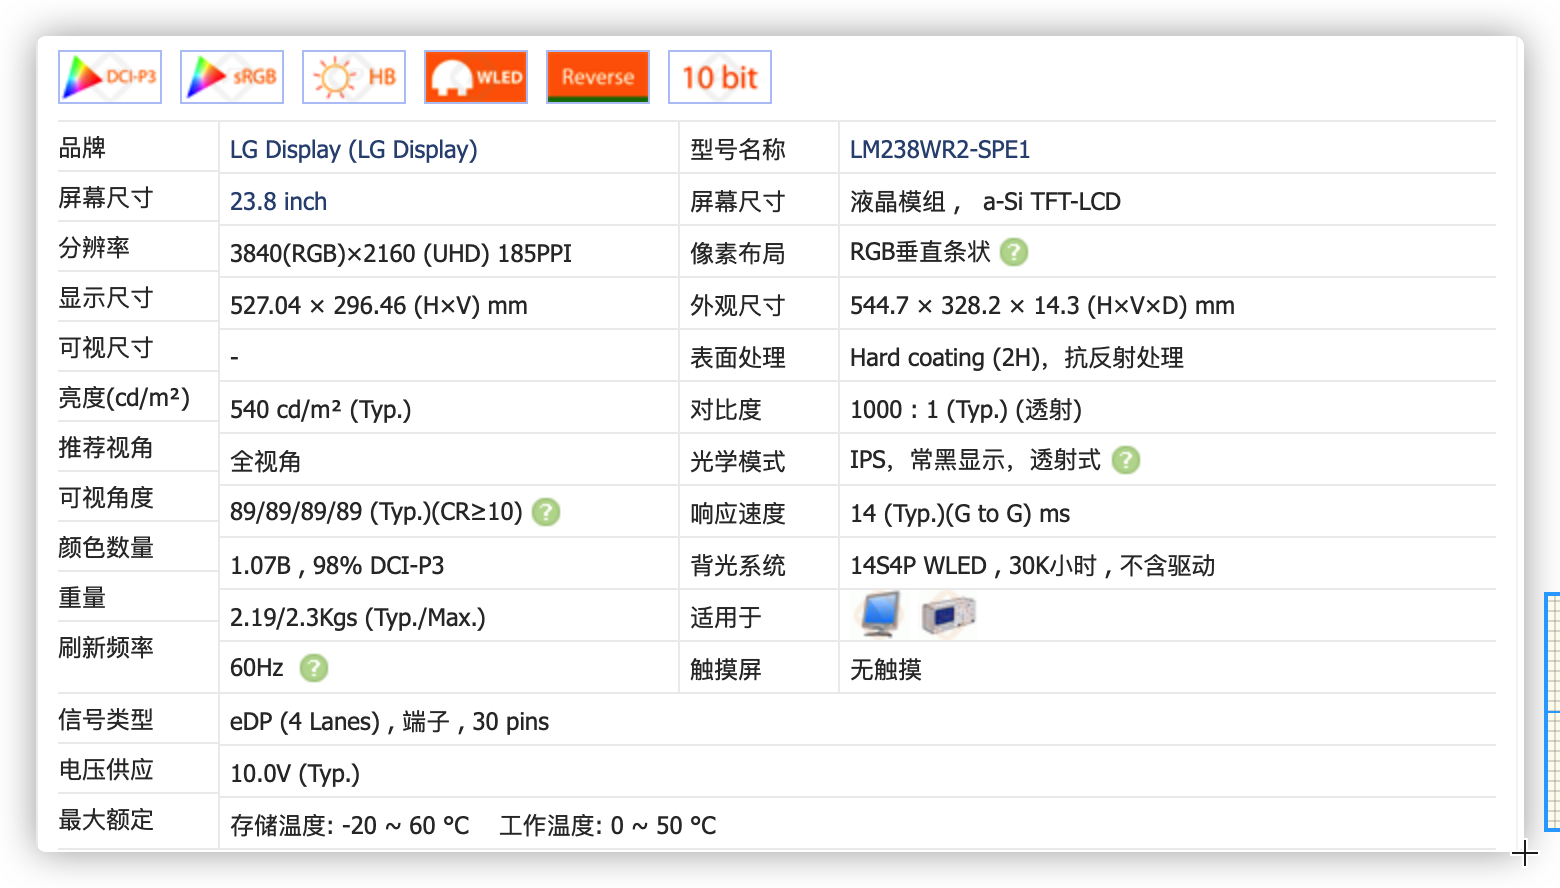 DCI-P3 sRGB HB WLED Reverse 10 bit
品牌 LG Display (LG Display) 型号名称 LM238WR2-SPE1
屏幕尺寸 23.8 inch 屏幕尺寸 液晶模组 , a-Si TFT-LCD
分辨率 3840(RGB)×2160 (UHD) 185PPI 像素布局 RGB垂直条状 ?
显示尺寸 527.04 × 296.46 (H×V) mm 外观尺寸 544.7 × 328.2 × 14.3 (H×V×D) mm
可视尺寸 - 表面处理 Hard coating (2H), 抗反射处理
亮度(cd/m²) 540 cd/m² (Typ.) 对比度 1000 : 1 (Typ.) (透射)
推荐视角 全视角 光学模式 IPS, 常黑显示, 透射式 ?
可视角度 89/89/89/89 (Typ.)(CR≥10) ? 响应速度 14 (Typ.)(G to G) ms
颜色数量 1.07B , 98% DCI-P3 背光系统 14S4P WLED , 30K小时 , 不含驱动
重量 2.19/2.3Kgs (Typ./Max.) 适用于
刷新频率 60Hz ? 触摸屏 无触摸
信号类型 eDP (4 Lanes) , 端子 , 30 pins
电压供应 10.0V (Typ.)
最大额定 存储温度: -20 ~ 60 °C 工作温度: 0 ~ 50 °C